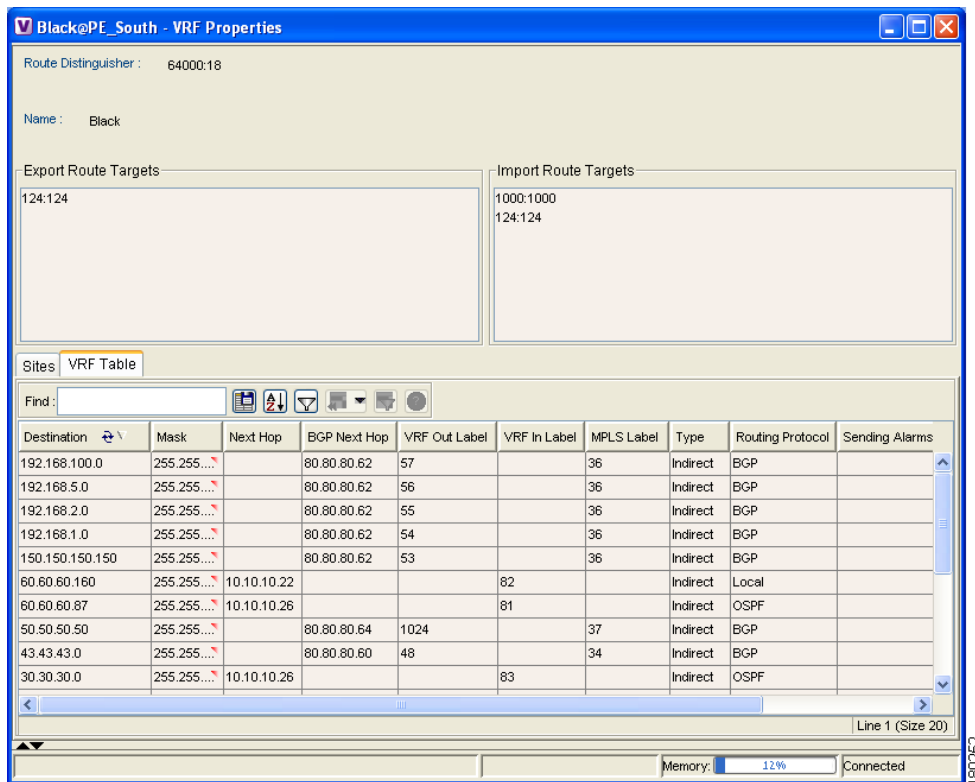 Black@PE_South - VRF Properties
Route Distinguisher : 64000:18
Name : Black
Export Route Targets
124:124
Import Route Targets
1000:1000
124:124
Sites VRF Table
Find :
Destination Mask Next Hop BGP Next Hop VRF Out Label VRF In Label MPLS Label Type Routing Protocol Sending Alarms
192.168.100.0 255.255.... 80.80.80.62 57 36 Indirect BGP
192.168.5.0 255.255.... 80.80.80.62 56 36 Indirect BGP
192.168.2.0 255.255.... 80.80.80.62 55 36 Indirect BGP
192.168.1.0 255.255.... 80.80.80.62 54 36 Indirect BGP
150.150.150.150 255.255.... 80.80.80.62 53 36 Indirect BGP
60.60.60.160 255.255.... 10.10.10.22 82 Indirect Local
60.60.60.87 255.255.... 10.10.10.26 81 Indirect OSPF
50.50.50.50 255.255.... 80.80.80.64 1024 37 Indirect BGP
43.43.43.0 255.255.... 80.80.80.60 48 34 Indirect BGP
30.30.30.0 255.255.... 10.10.10.26 83 Indirect OSPF
Line 1 (Size 20)
Memory: 12% Connected